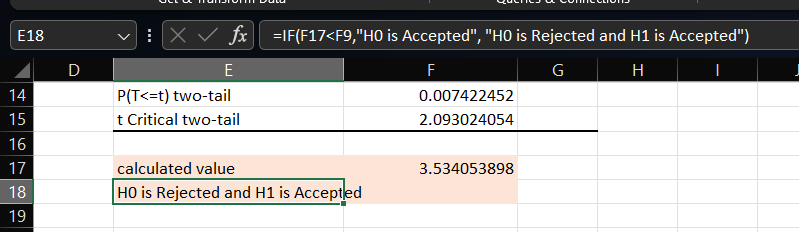 Get & Transform Data Queries & Connections
E18 fx =IF(F17<F9,"H0 is Accepted", "H0 is Rejected and H1 is Accepted")
D E F G H I
14 P(T<=t) two-tail 0.007422452
15 t Critical two-tail 2.093024054
16
17 calculated value 3.534053898
18 H0 is Rejected and H1 is Accepted
19